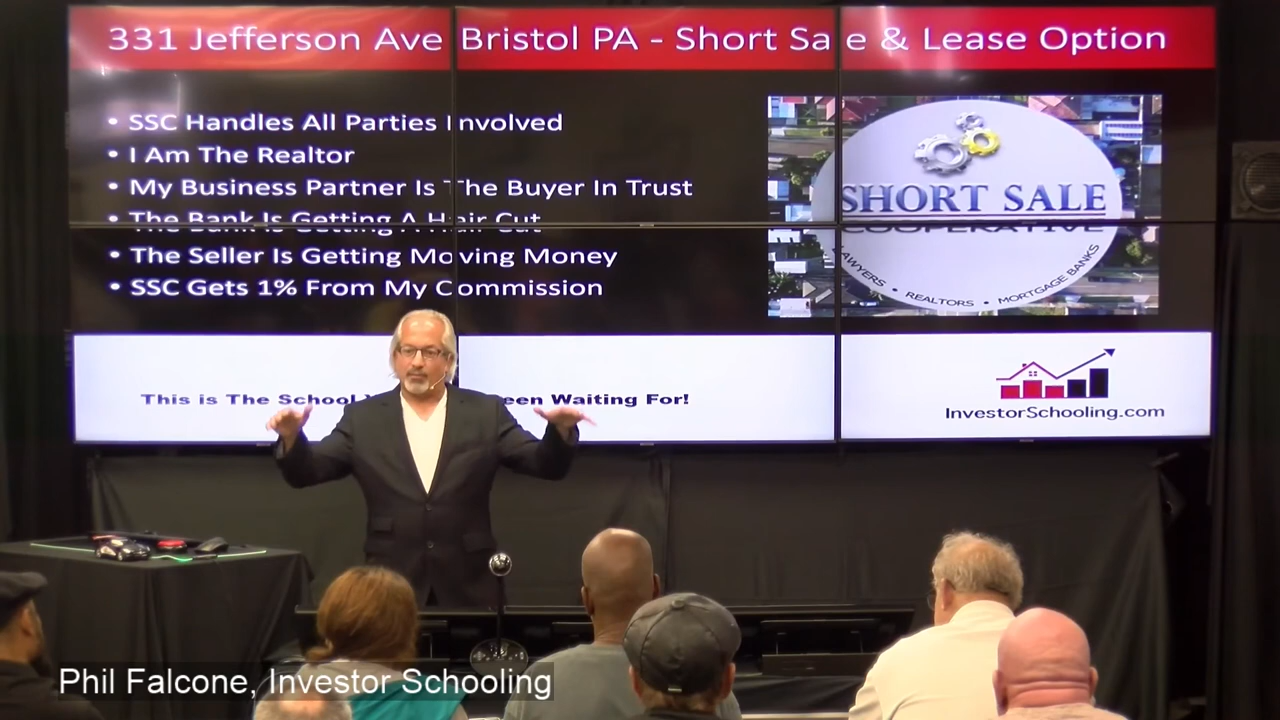 331 Jefferson Ave Bristol PA - Short Sale & Lease Option
• SSC Handles All Parties Involved
• I Am The Realtor
• My Business Partner Is The Buyer In Trust
• The Bank Is Getting A Hair Cut
• The Seller Is Getting Moving Money
• SSC Gets 1% From My Commission
SHORT SALE
COOPERATIVE
LAWYERS • REALTORS • MORTGAGE BANKS
This is The School Y een Waiting For!
InvestorSchooling.com
Phil Falcone, Investor Schooling